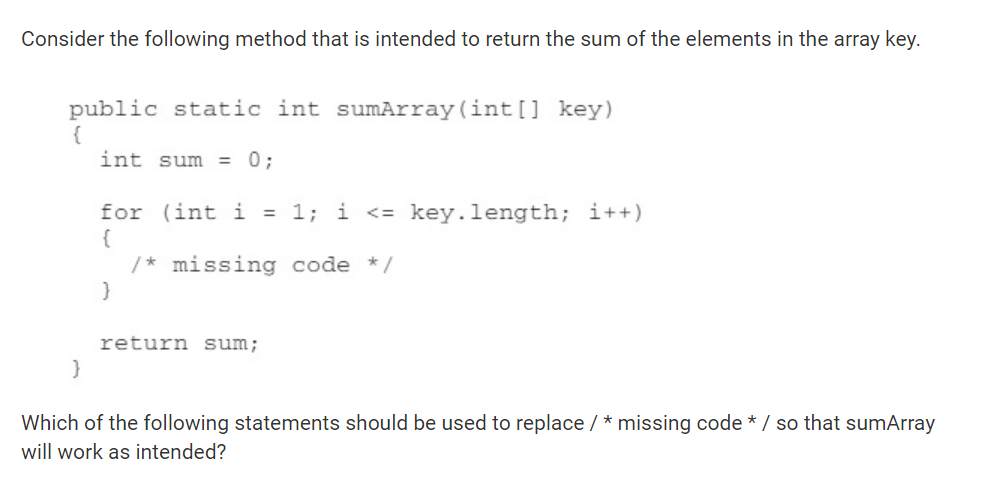 Consider the following method that is intended to return the sum of the elements in the array key.
public static int sumArray(int[] key)
{
int sum = 0;
for (int i = 1; i <= key.length; i++)
{
/* missing code */
}
return sum;
}
Which of the following statements should be used to replace / * missing code * / so that sumArray
will work as intended?